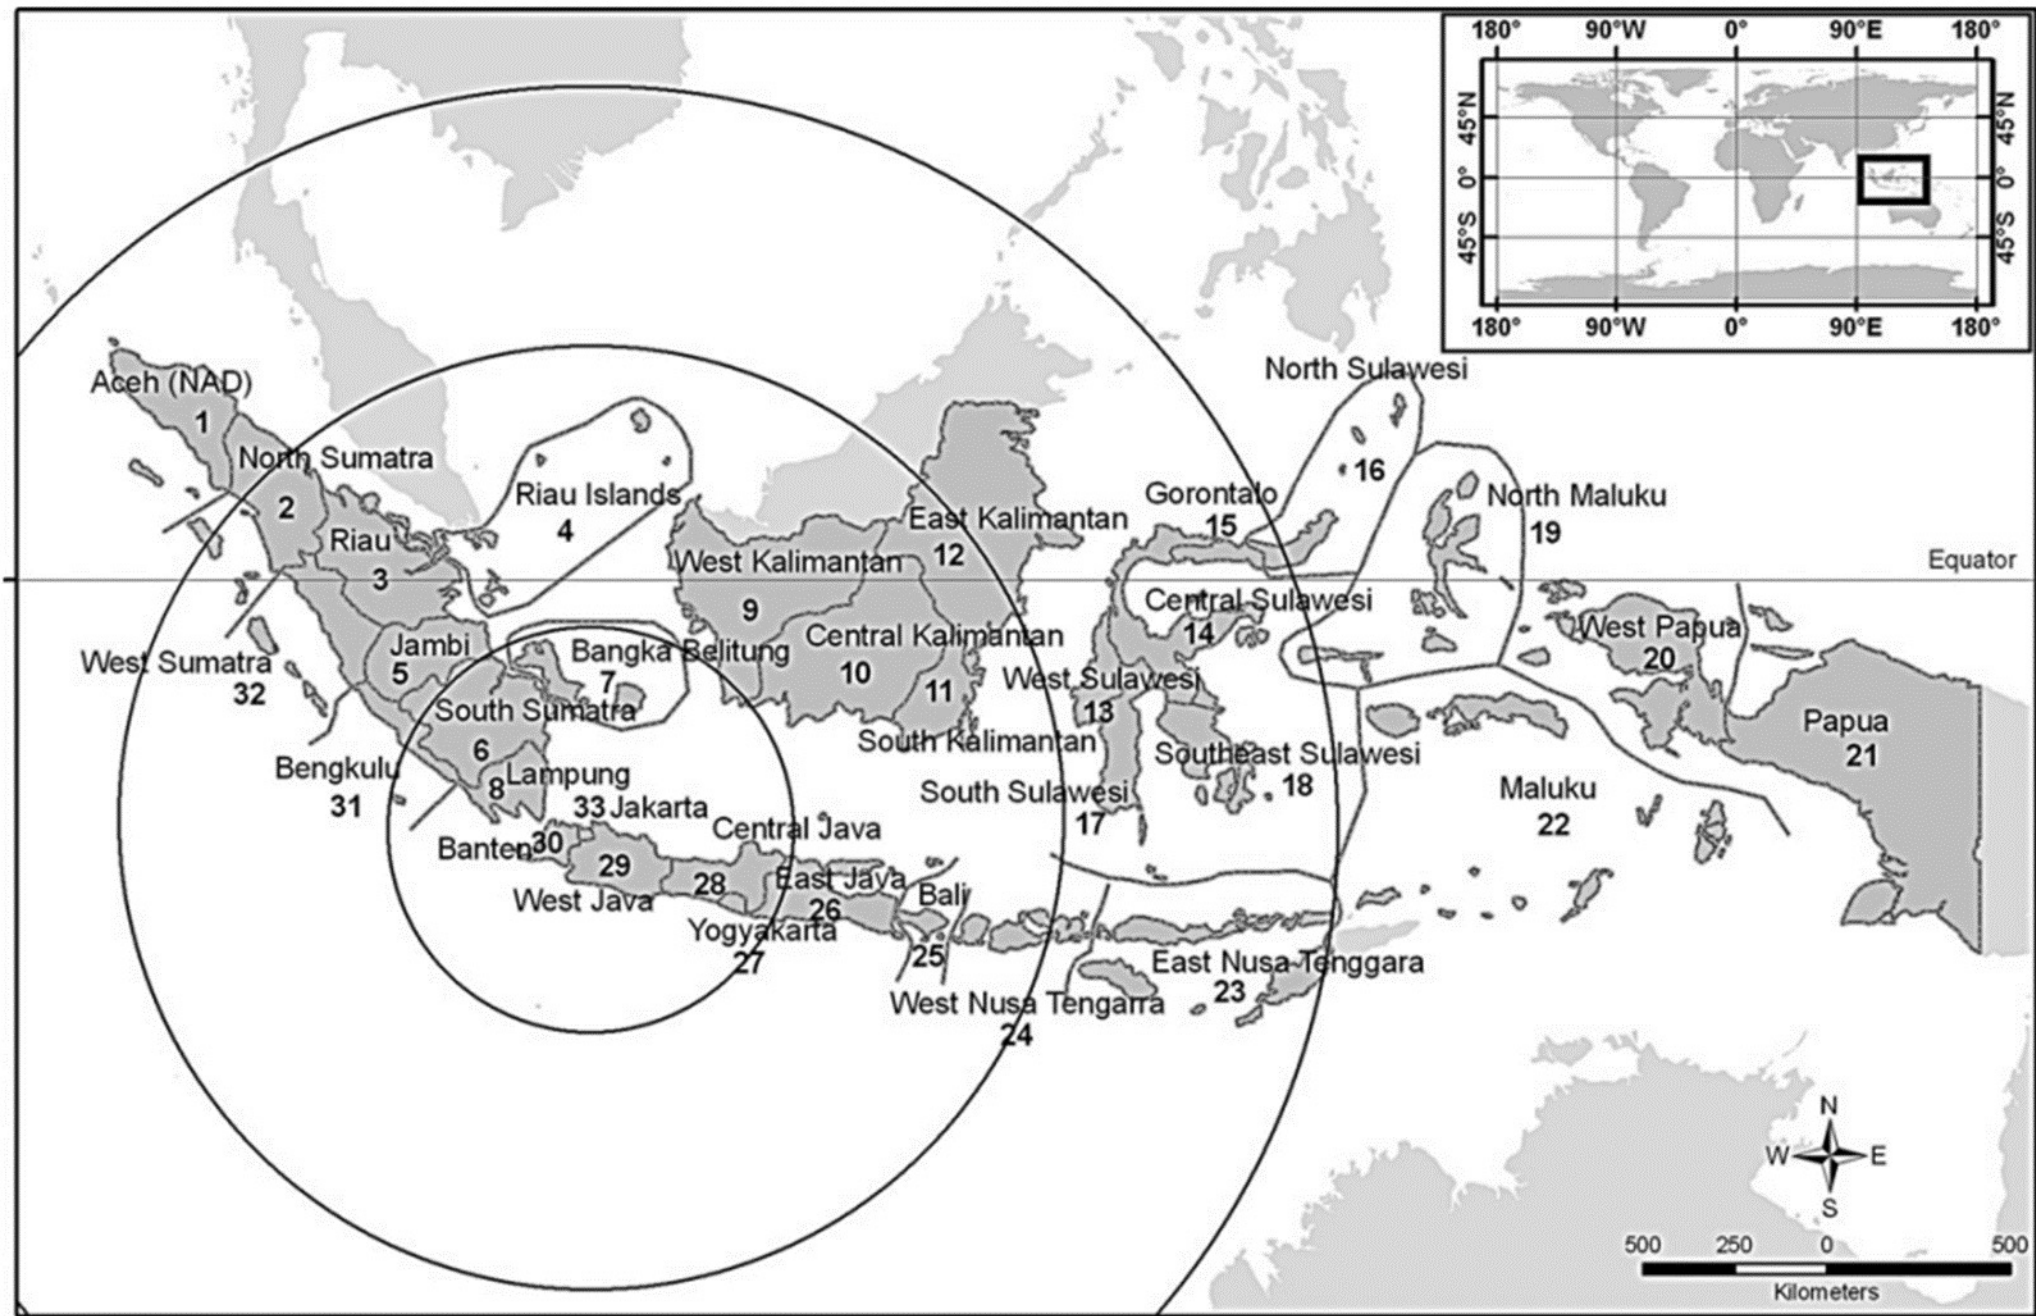 180° 90°W 0° 90°E 180°
45°N 45°N
0° 0°
45°S 45°S
180° 90°W 0° 90°E 180°
North Sulawesi
Aceh (NAD)
1
North Sumatra
16
Riau Islands
Gorontalo
North Maluku
2
4
East Kalimantan
15
19
Riau
West Kalimantan
12
Equator
3
Central Sulawesi
9
Jambi
Central Kalimantan
14
West Papua
West Sumatra
5
Bangka Belitung
10
20
32
7
11
West Sulawesi
South Sumatra
13
Papua
6
South Kalimantan
Southeast Sulawesi
21
Bengkulu
8
Lampung
South Sulawesi
18
Maluku
31
33 Jakarta
17
22
Central Java
Banten
30
29
28
East Java
Bali
West Java
26
Yogyakarta
27
25
East Nusa Tenggara
23
West Nusa Tengarra
24
N
W E
S
500 250 0 500
Kilometers